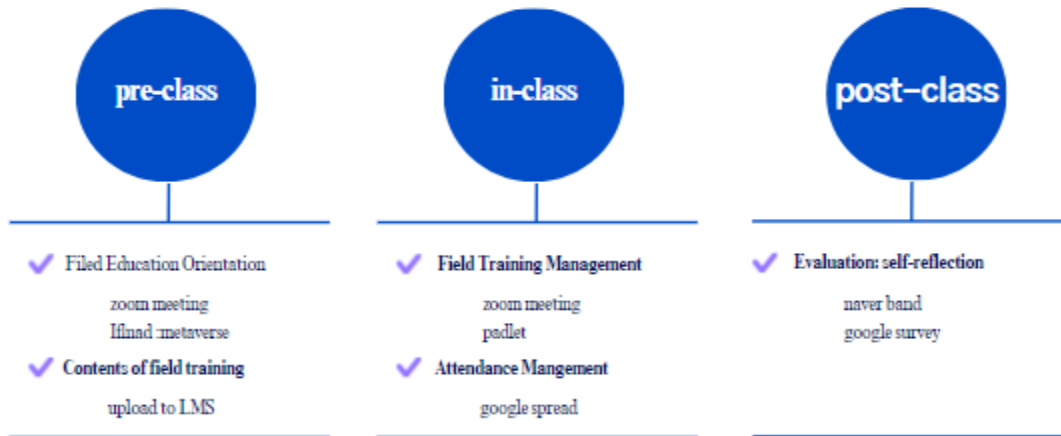 pre-class
Filed Education Orientation
zoom meeting
Iflnad :metaverse
Contents of field training
upload to LMS
in-class
Field Training Management
zoom meeting
padlet
Attendance Mangement
google spread
post-class
Evaluation: self-reflection
naver band
google survey